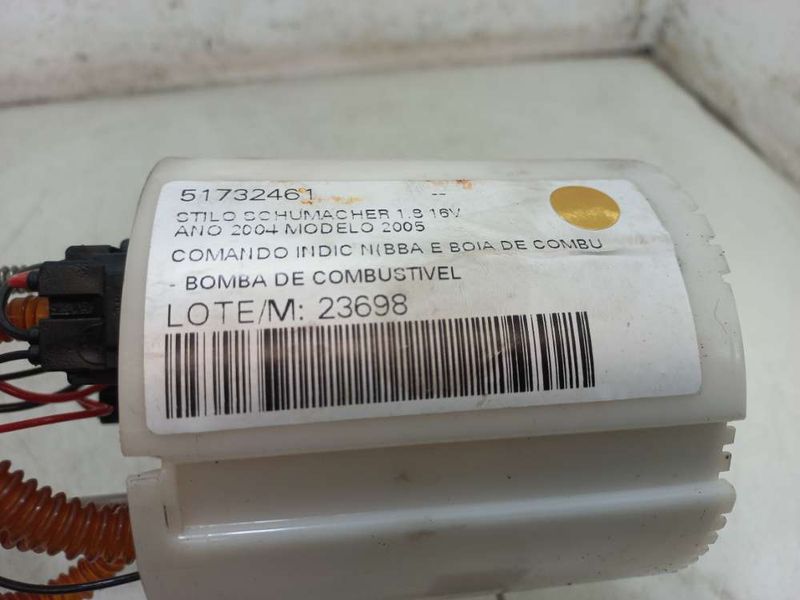 51732461 --
STILO SCHUMACHER 1.8 16V
ANO 2004 MODELO 2005
COMANDO INDIC N(BBA E BOIA DE COMBU
- BOMBA DE COMBUSTIVEL
LOTE/M: 23698